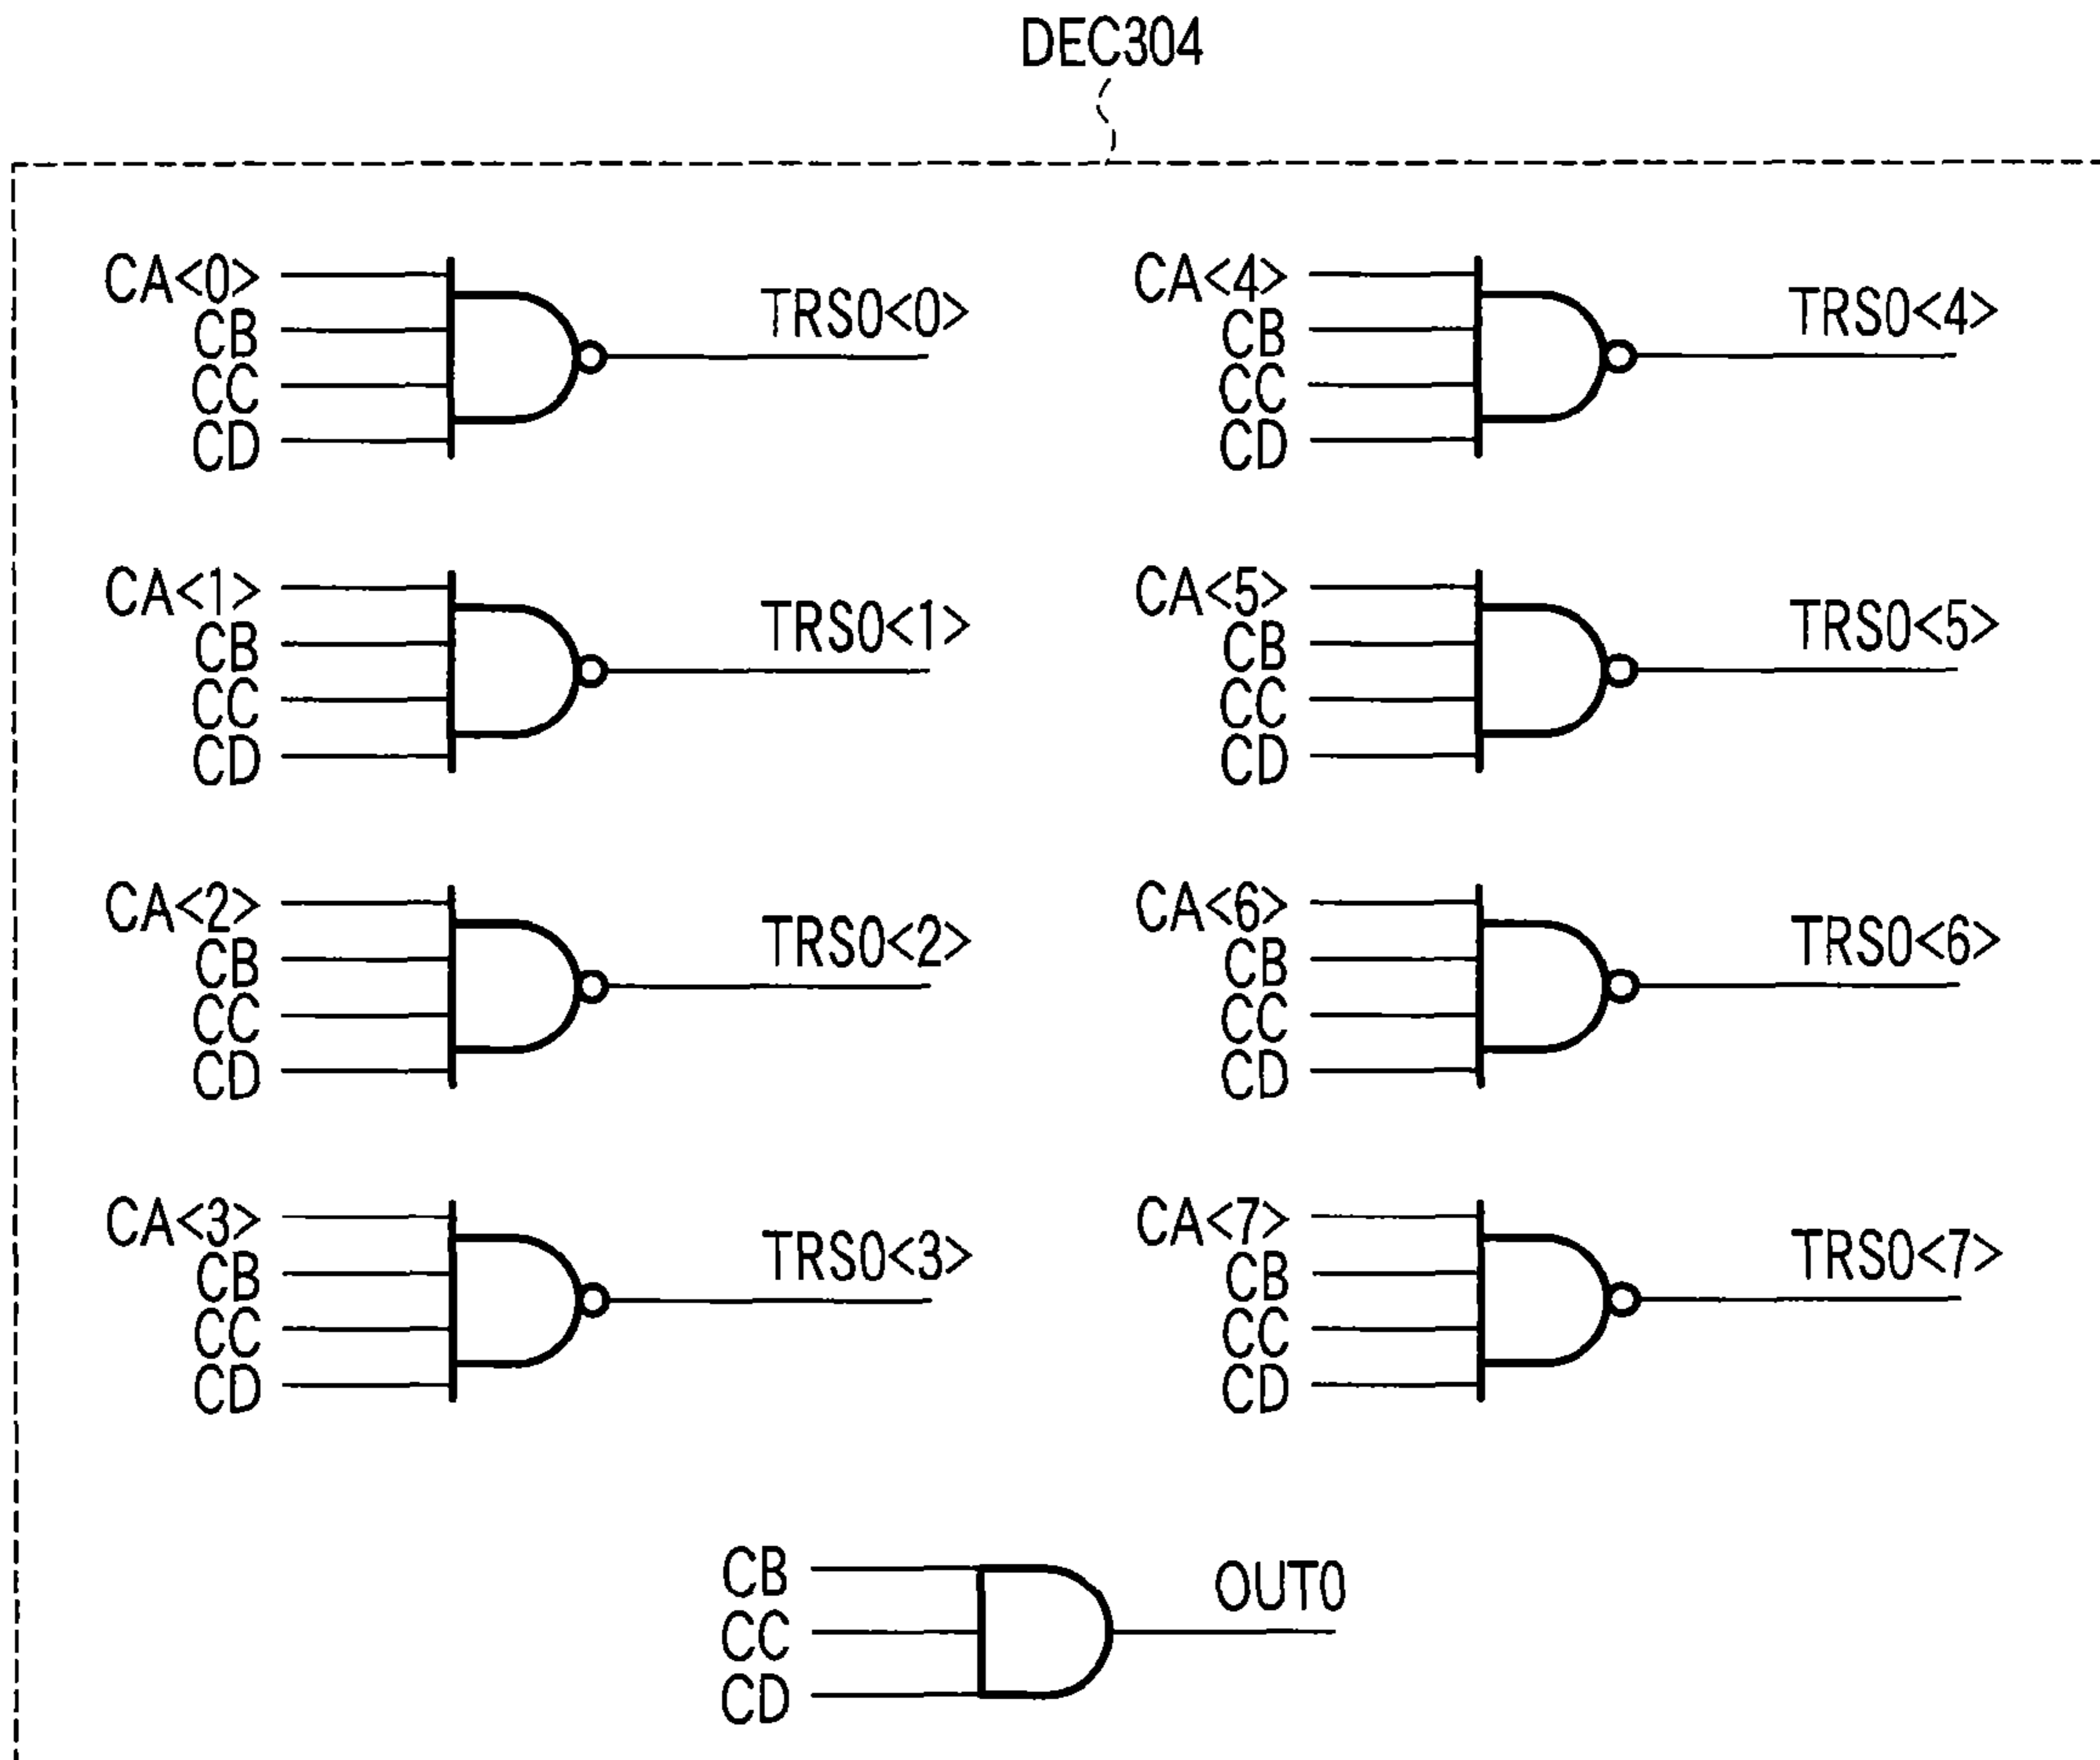 DEC304
CA<0>
CB
CC
CD
TRS0<0>
CA<4>
CB
CC
CD
TRS0<4>
CA<1>
CB
CC
CD
TRS0<1>
CA<5>
CB
CC
CD
TRS0<5>
CA<2>
CB
CC
CD
TRS0<2>
CA<6>
CB
CC
CD
TRS0<6>
CA<3>
CB
CC
CD
TRS0<3>
CA<7>
CB
CC
CD
TRS0<7>
CB
CC
CD
OUT0